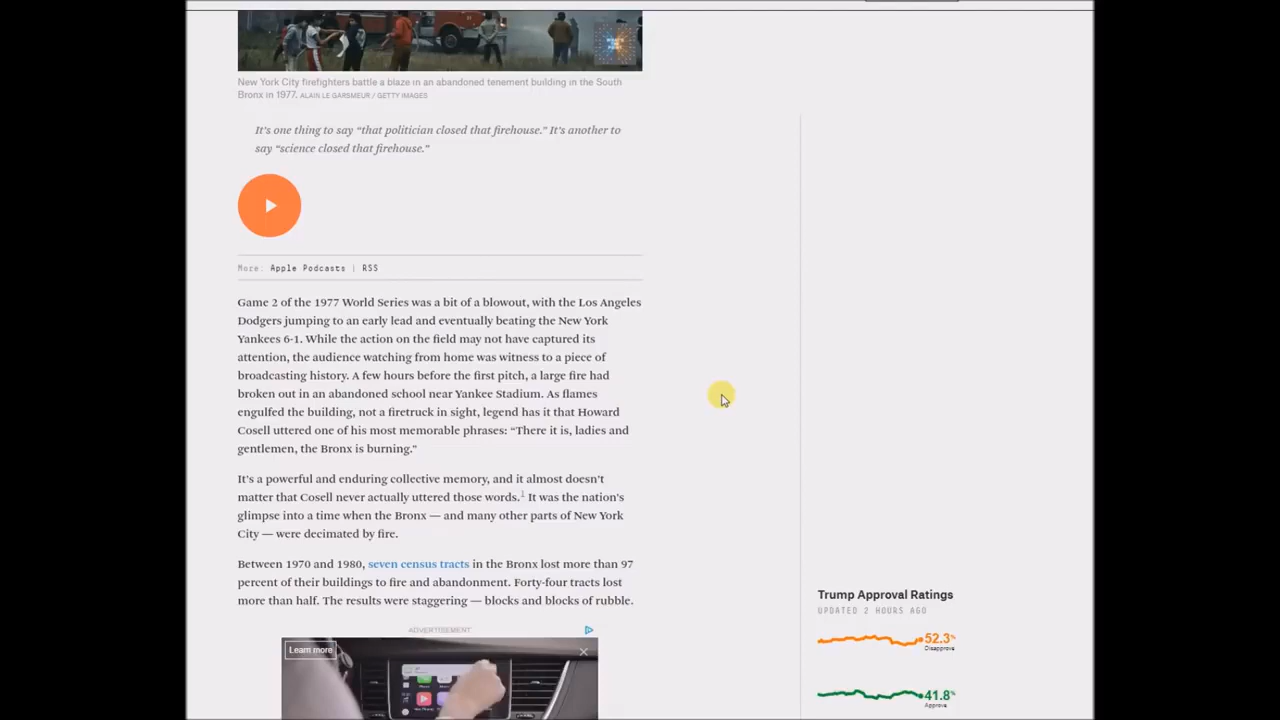 New York City firefighters battle a blaze in an abandoned tenement building in the South
Bronx in 1977. ALAIN LE GARSMEUR / GETTY IMAGES
It's one thing to say “that politician closed that firehouse.” It's another to
say “science closed that firehouse.”
More: Apple Podcasts | RSS
Game 2 of the 1977 World Series was a bit of a blowout, with the Los Angeles
Dodgers jumping to an early lead and eventually beating the New York
Yankees 6-1. While the action on the field may not have captured its
attention, the audience watching from home was witness to a piece of
broadcasting history. A few hours before the first pitch, a large fire had
broken out in an abandoned school near Yankee Stadium. As flames
engulfed the building, not a firetruck in sight, legend has it that Howard
Cosell uttered one of his most memorable phrases: “There it is, ladies and
gentlemen, the Bronx is burning.”
It's a powerful and enduring collective memory, and it almost doesn't
matter that Cosell never actually uttered those words.1 It was the nation's
glimpse into a time when the Bronx — and many other parts of New York
City — were decimated by fire.
Between 1970 and 1980, seven census tracts in the Bronx lost more than 97
percent of their buildings to fire and abandonment. Forty-four tracts lost
more than half. The results were staggering — blocks and blocks of rubble.
ADVERTISEMENT
Learn more
Trump Approval Ratings
UPDATED 2 HOURS AGO
52.3%
Disapprove
41.8%
Approve